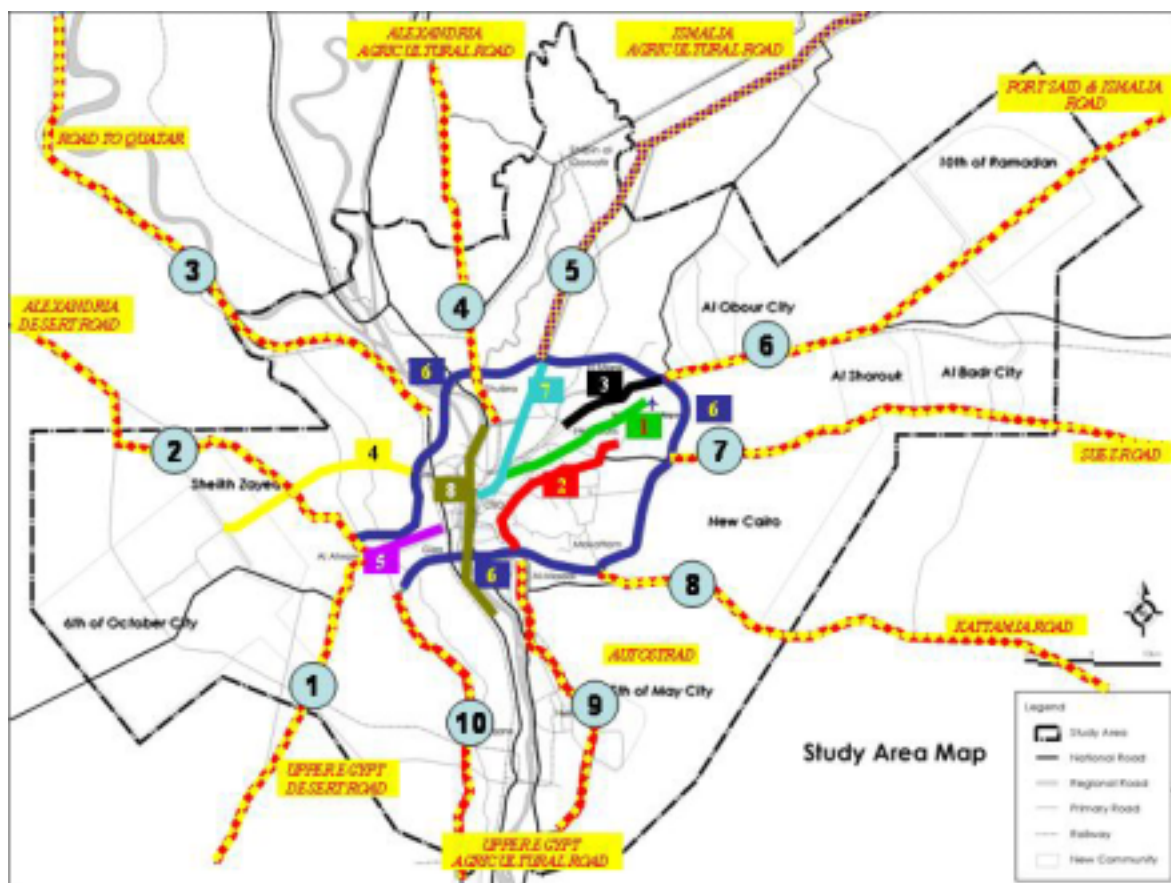 ALEXANDRIA
AGRICULTURAL ROAD
ISMALIA
AGRICULTURAL ROAD
PORT SAID & ISMALIA
ROAD
ROAD TO QUATAR
10th of Ramadan
3
5
4
ALEXANDRIA
DESERT ROAD
Al Obour City
6
6
7
3
Al Sharouk
Al Badr City
6
1
2
4
7
SUEZ ROAD
Sheikh Zayed
8
2
New Cairo
5
6
8
6th of October City
KATTAMIA ROAD
AUTOSTRAD
1
of May City
9
10
Study Area Map
UPPER EGYPT
DESERT ROAD
UPPER EGYPT
AGRICULTURAL ROAD
Legend
Study Area
National Road
Regional Road
Primary Road
Railway
New Community